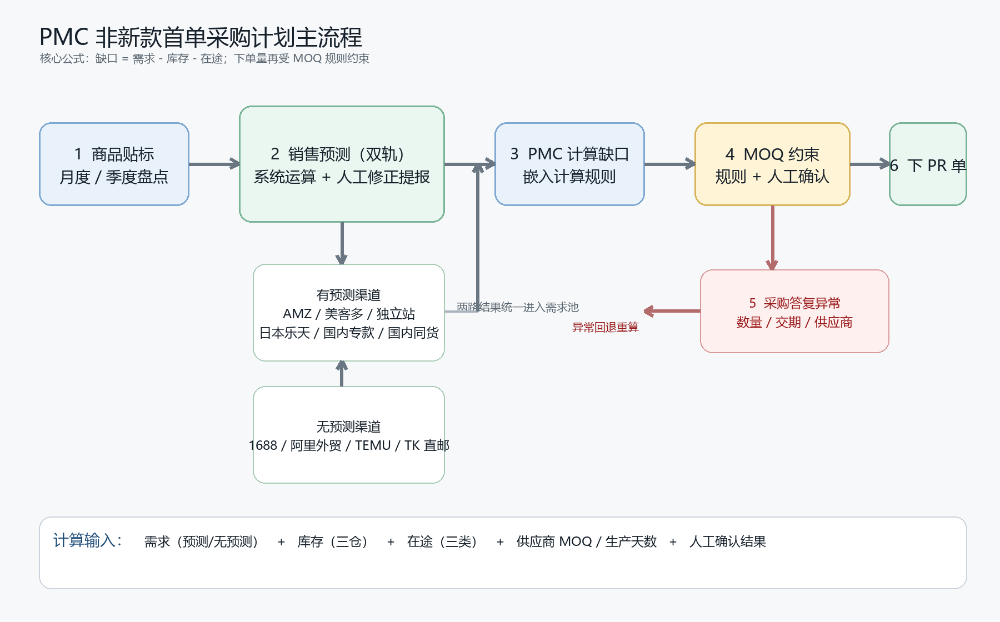 PMC 非新款首单采购计划主流程
核心公式：缺口 = 需求 - 库存 - 在途；下单量再受 MOQ 规则约束
1 商品贴标
月度 / 季度盘点
2 销售预测（双轨）
系统运算 + 人工修正提报
3 PMC 计算缺口
嵌入计算规则
4 MOQ 约束
规则 + 人工确认
6 下 PR 单
有预测渠道
AMZ / 美客多 / 独立站
日本乐天 / 国内专款 / 国内同货
两路结果统一进入需求池
异常回退重算
5 采购答复异常
数量 / 交期 / 供应商
无预测渠道
1688 / 阿里外贸 / TEMU / TK 直邮
计算输入： 需求（预测/无预测） + 库存（三仓） + 在途（三类） + 供应商 MOQ / 生产天数 + 人工确认结果